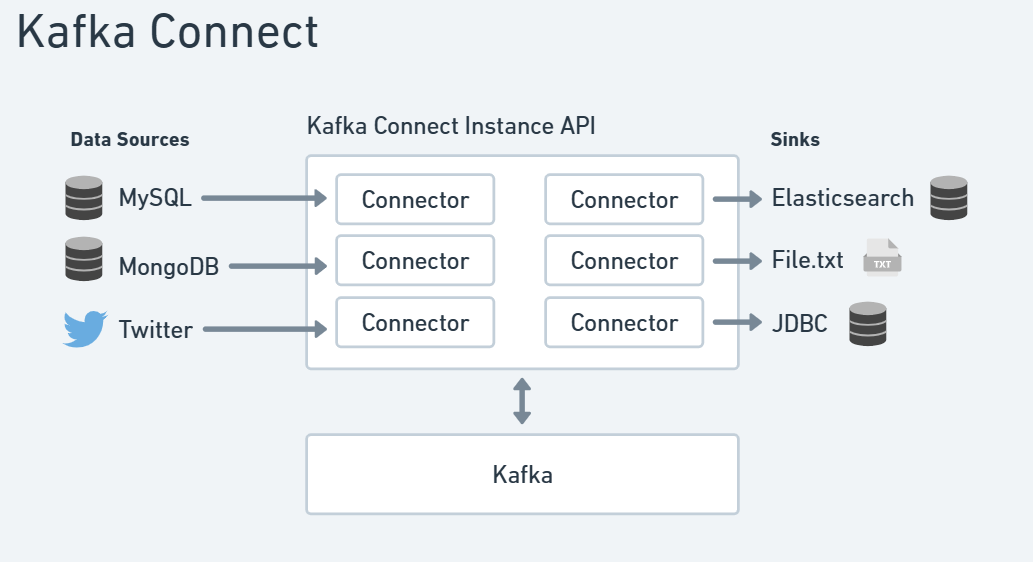 Kafka Connect
Kafka Connect Instance API
Data Sources
Sinks
MySQL
Connector
Connector
Elasticsearch
MongoDB
Connector
Connector
File.txt
TXT
Twitter
Connector
Connector
JDBC
Kafka